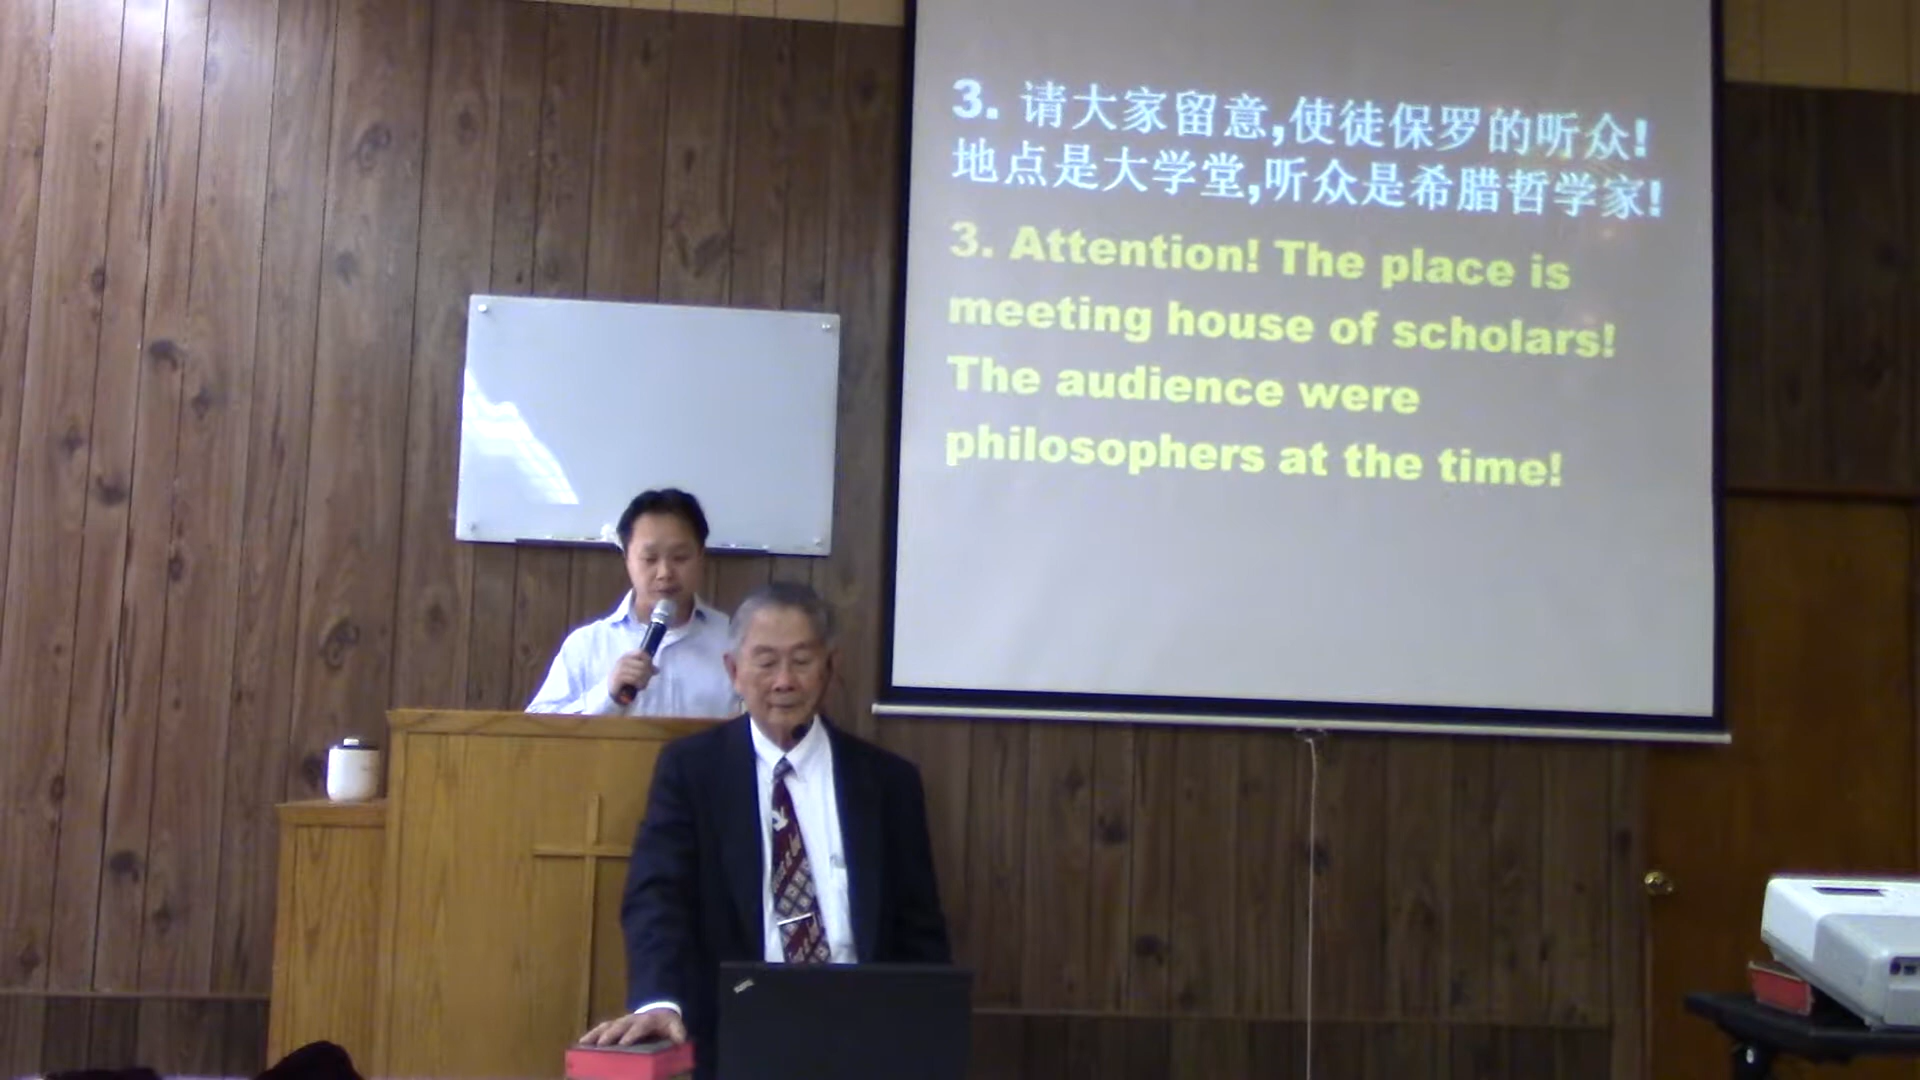 3. 请大家留意,使徒保罗的听众!
地点是大学堂,听众是希腊哲学家!
3. Attention! The place is
meeting house of scholars!
The audience were
philosophers at the time!